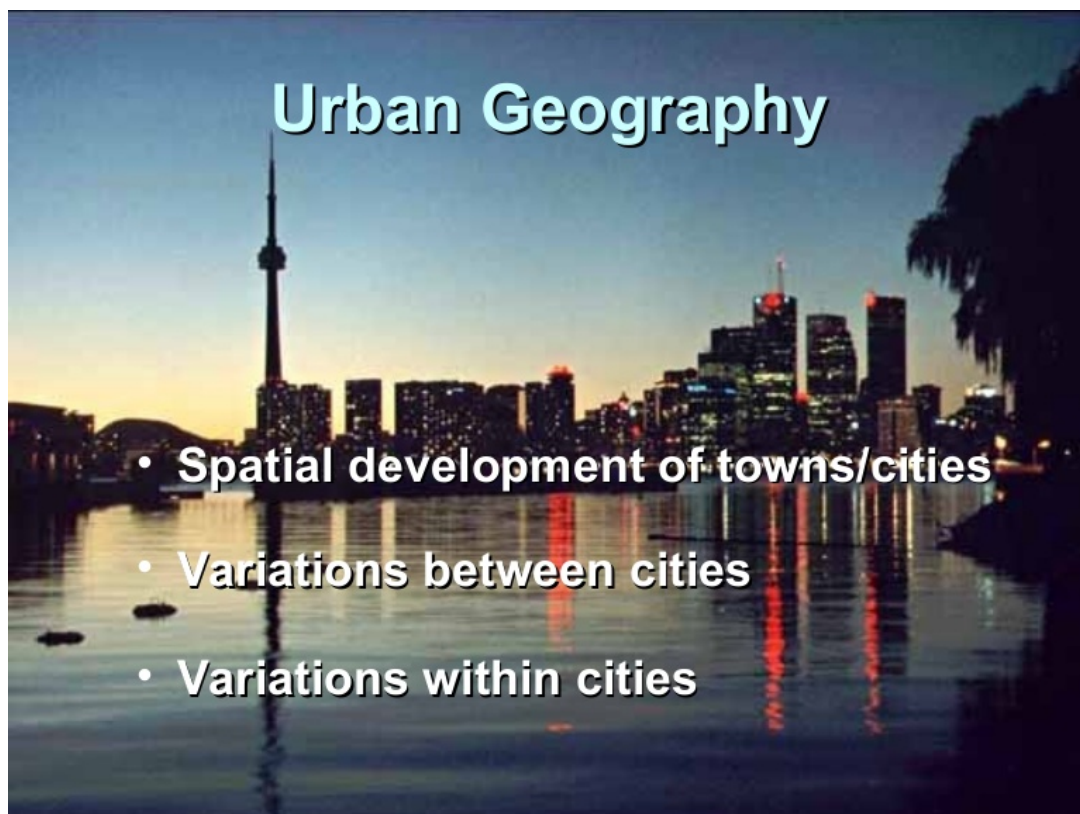 Urban Geography
• Spatial development of towns/cities
• Variations between cities
• Variations within cities